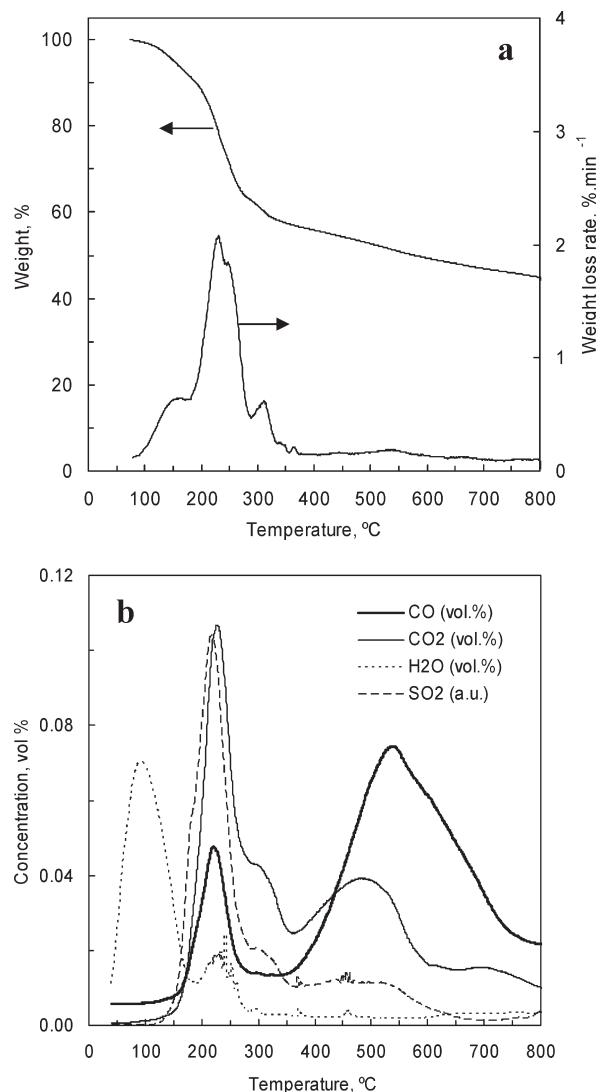 a
100
80
60
40
20
0
Weight, %
4
3
2
1
0
Weight loss rate, %.min⁻¹
0 100 200 300 400 500 600 700 800
Temperature, ºC
b
0.12
0.08
0.04
0.00
Concentration, vol %
CO (vol.%)
CO2 (vol.%)
H2O (vol.%)
SO2 (a.u.)
0 100 200 300 400 500 600 700 800
Temperature, ºC